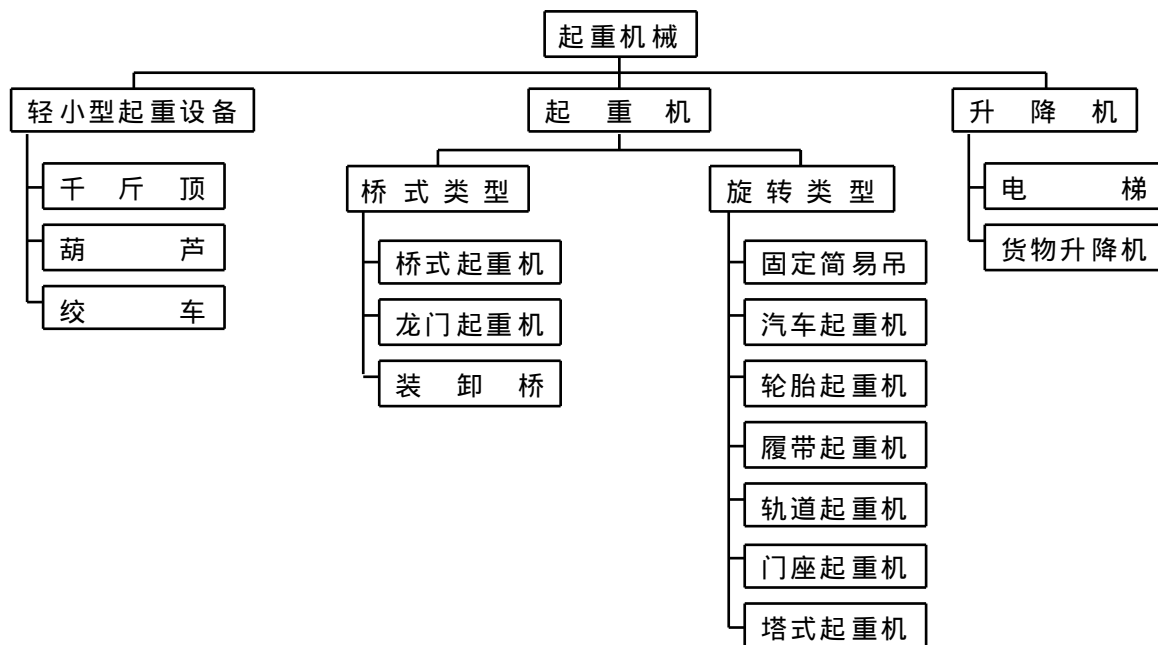 起重机械
轻小型起重设备
起重机
升降机
千斤顶
葫芦
绞车
桥式类型
桥式起重机
龙门起重机
装卸桥
旋转类型
固定简易吊
汽车起重机
轮胎起重机
履带起重机
轨道起重机
门座起重机
塔式起重机
电梯
货物升降机